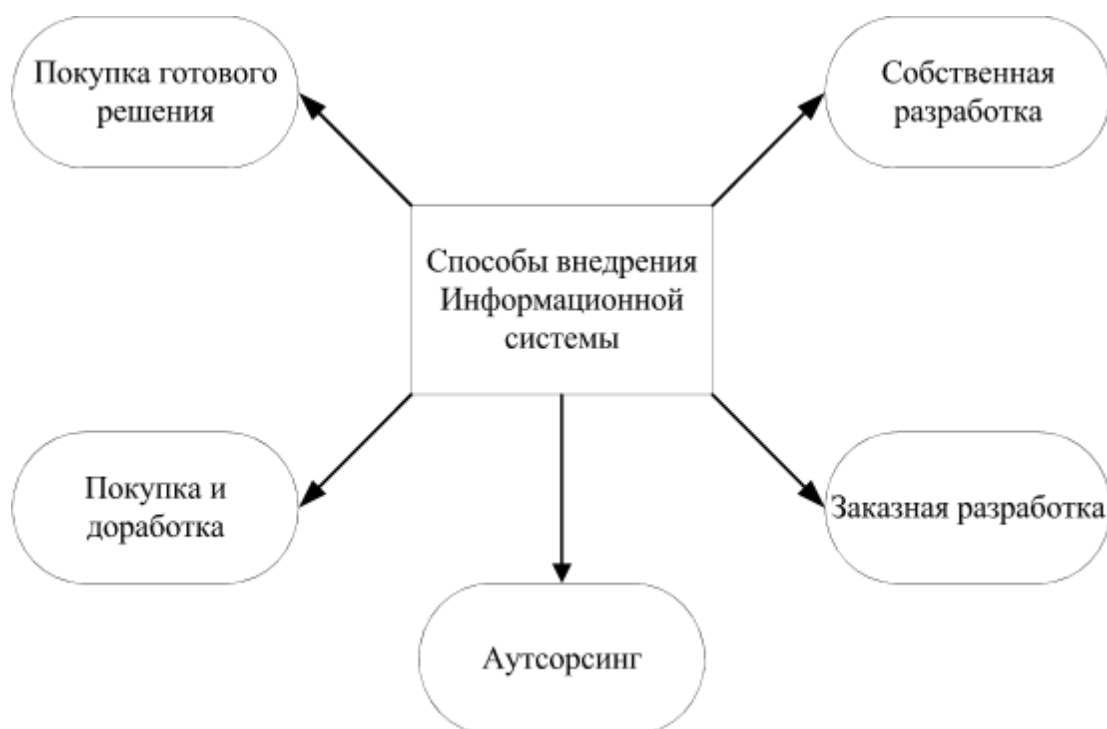 Покупка готового
решения
Собственная
разработка
Способы внедрения
Информационной
системы
Покупка и
доработка
Заказная разработка
Аутсорсинг